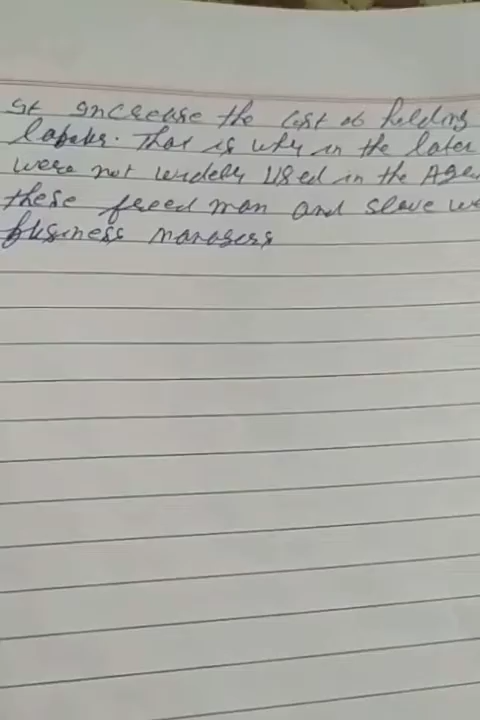 It Increase the Cost of holding
labour. That is why in the later
were not widely Used in the Age
these freed man and slave we
business managers